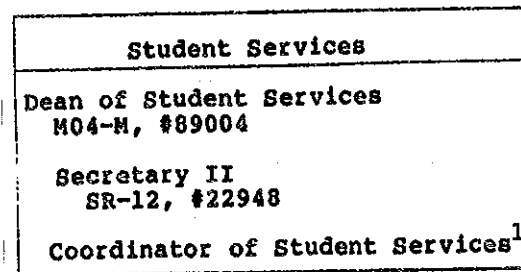 Student Services
Dean of Student Services
M04-M, #89004
Secretary II
SR-12, #22948
Coordinator of Student Services1